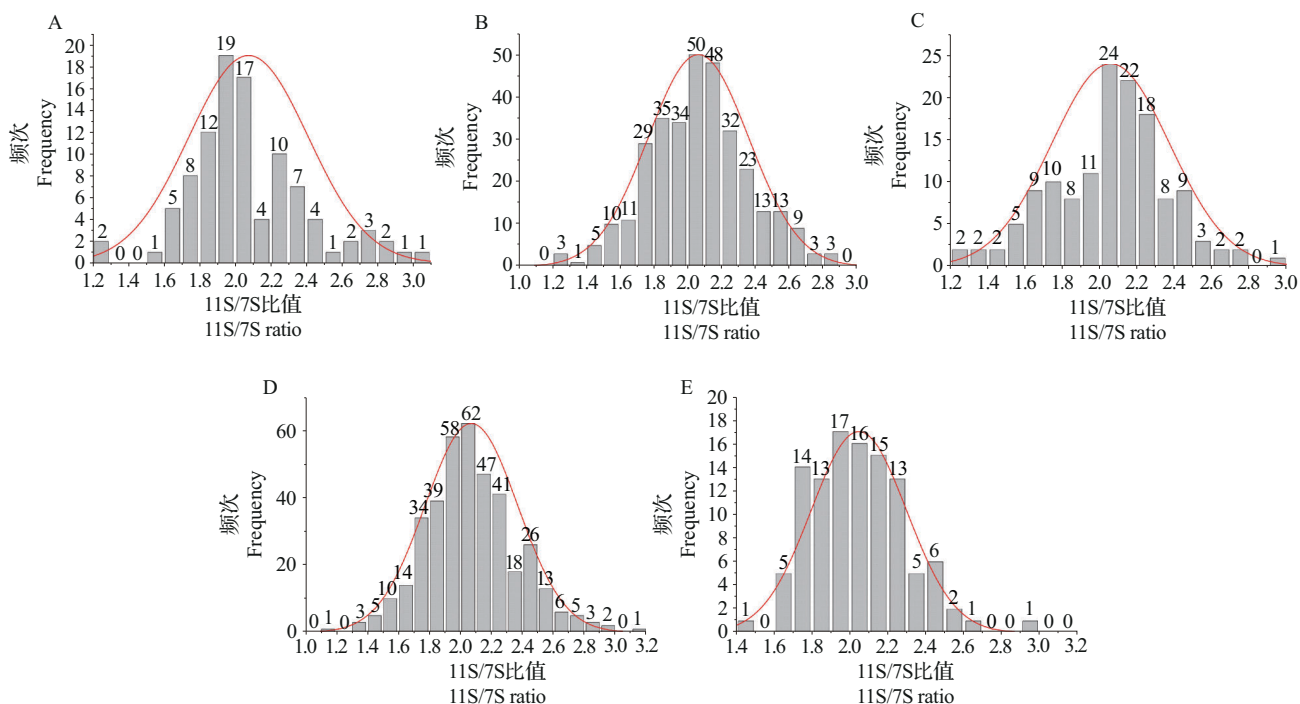 A
20
18
16
14
12
10
8
6
4
2
0
2 0 0 1 5 8 12 19 17 4 10 7 4 1 2 3 2 1 1
1.2 1.4 1.6 1.8 2.0 2.2 2.4 2.6 2.8 3.0
频次
Frequency
11S/7S比值
11S/7S ratio
B
50
40
30
20
10
0
0 3 1 5 10 11 29 35 34 50 48 32 23 13 13 9 3 3 0
1.0 1.2 1.4 1.6 1.8 2.0 2.2 2.4 2.6 2.8 3.0
频次
Frequency
11S/7S比值
11S/7S ratio
C
25
20
15
10
5
0
2 2 2 5 9 10 8 11 24 22 18 8 9 3 2 2 0 1
1.2 1.4 1.6 1.8 2.0 2.2 2.4 2.6 2.8 3.0
频次
Frequency
11S/7S比值
11S/7S ratio
D
60
40
20
0
0 1 0 3 5 10 14 34 39 58 62 47 41 18 26 13 6 5 3 2 0 1
1.0 1.2 1.4 1.6 1.8 2.0 2.2 2.4 2.6 2.8 3.0 3.2
频次
Frequency
11S/7S比值
11S/7S ratio
E
20
18
16
14
12
10
8
6
4
2
0
1 0 5 14 13 17 16 15 13 5 6 2 1 0 0 1 0 0
1.4 1.6 1.8 2.0 2.2 2.4 2.6 2.8 3.0 3.2
频次
Frequency
11S/7S比值
11S/7S ratio